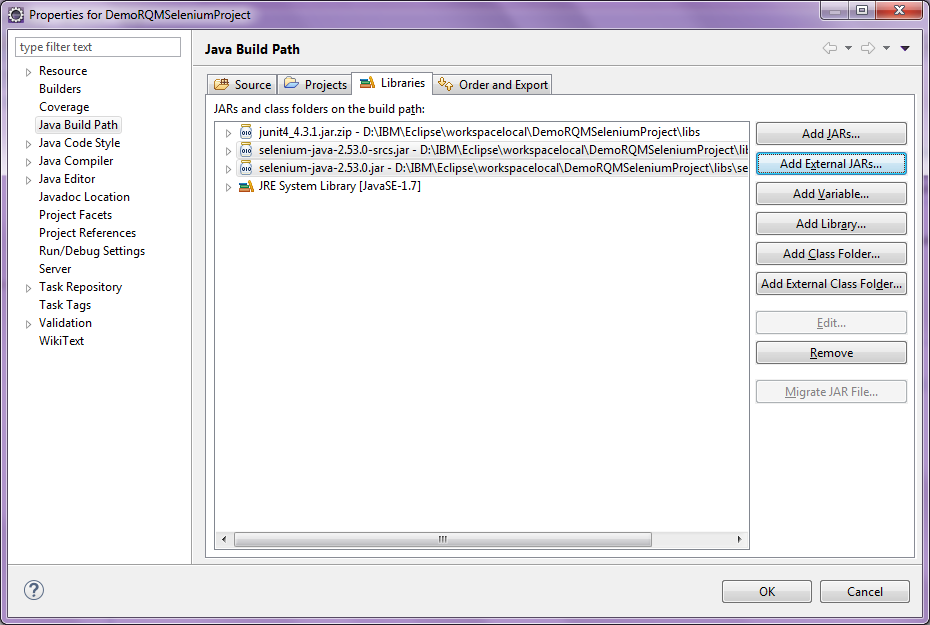 Properties for DemoRQMSeleniumProject
type filter text
Resource
Builders
Coverage
Java Build Path
Java Code Style
Java Compiler
Java Editor
Javadoc Location
Project Facets
Project References
Run/Debug Settings
Server
Task Repository
Task Tags
Validation
WikiText
Java Build Path
Source
Projects
Libraries
Order and Export
JARs and class folders on the build path:
junit4_4.3.1.jar.zip - D:\IBM\Eclipse\workspacelocal\DemoRQMSeleniumProject\libs
selenium-java-2.53.0-srcs.jar - D:\IBM\Eclipse\workspacelocal\DemoRQMSeleniumProject\lib
selenium-java-2.53.0.jar - D:\IBM\Eclipse\workspacelocal\DemoRQMSeleniumProject\libs\se
JRE System Library [JavaSE-1.7]
Add JARs...
Add External JARs...
Add Variable...
Add Library...
Add Class Folder...
Add External Class Folder...
Edit...
Remove
Migrate JAR File...
OK
Cancel